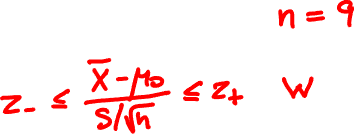 n = 9
z₋ ≤ (X̄ - μ₀)/(S/√n) ≤ z₊ W